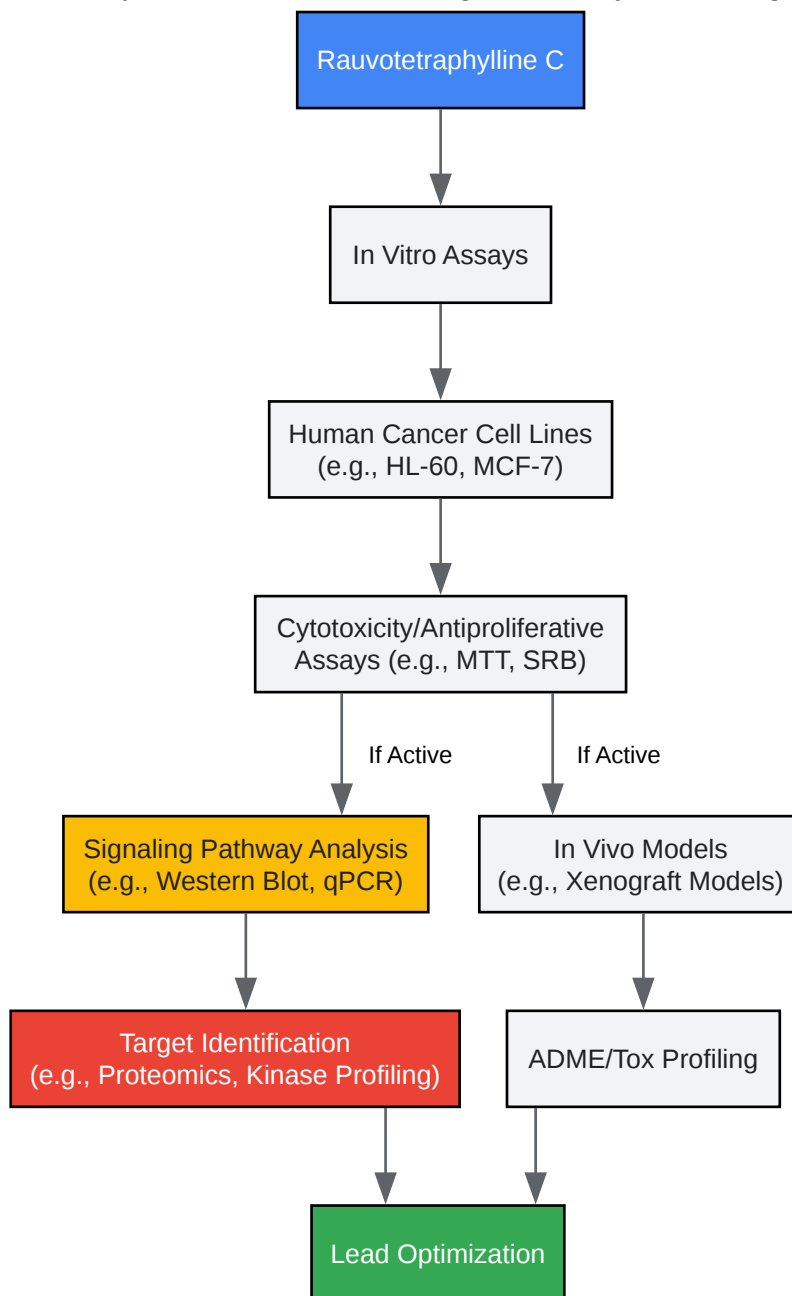 Rauvotetraphylline C
In Vitro Assays
Human Cancer Cell Lines
(e.g., HL-60, MCF-7)
Cytotoxicity/Antiproliferative
Assays (e.g., MTT, SRB)
If Active
If Active
Signaling Pathway Analysis
(e.g., Western Blot, qPCR)
In Vivo Models
(e.g., Xenograft Models)
Target Identification
(e.g., Proteomics, Kinase Profiling)
ADME/Tox Profiling
Lead Optimization